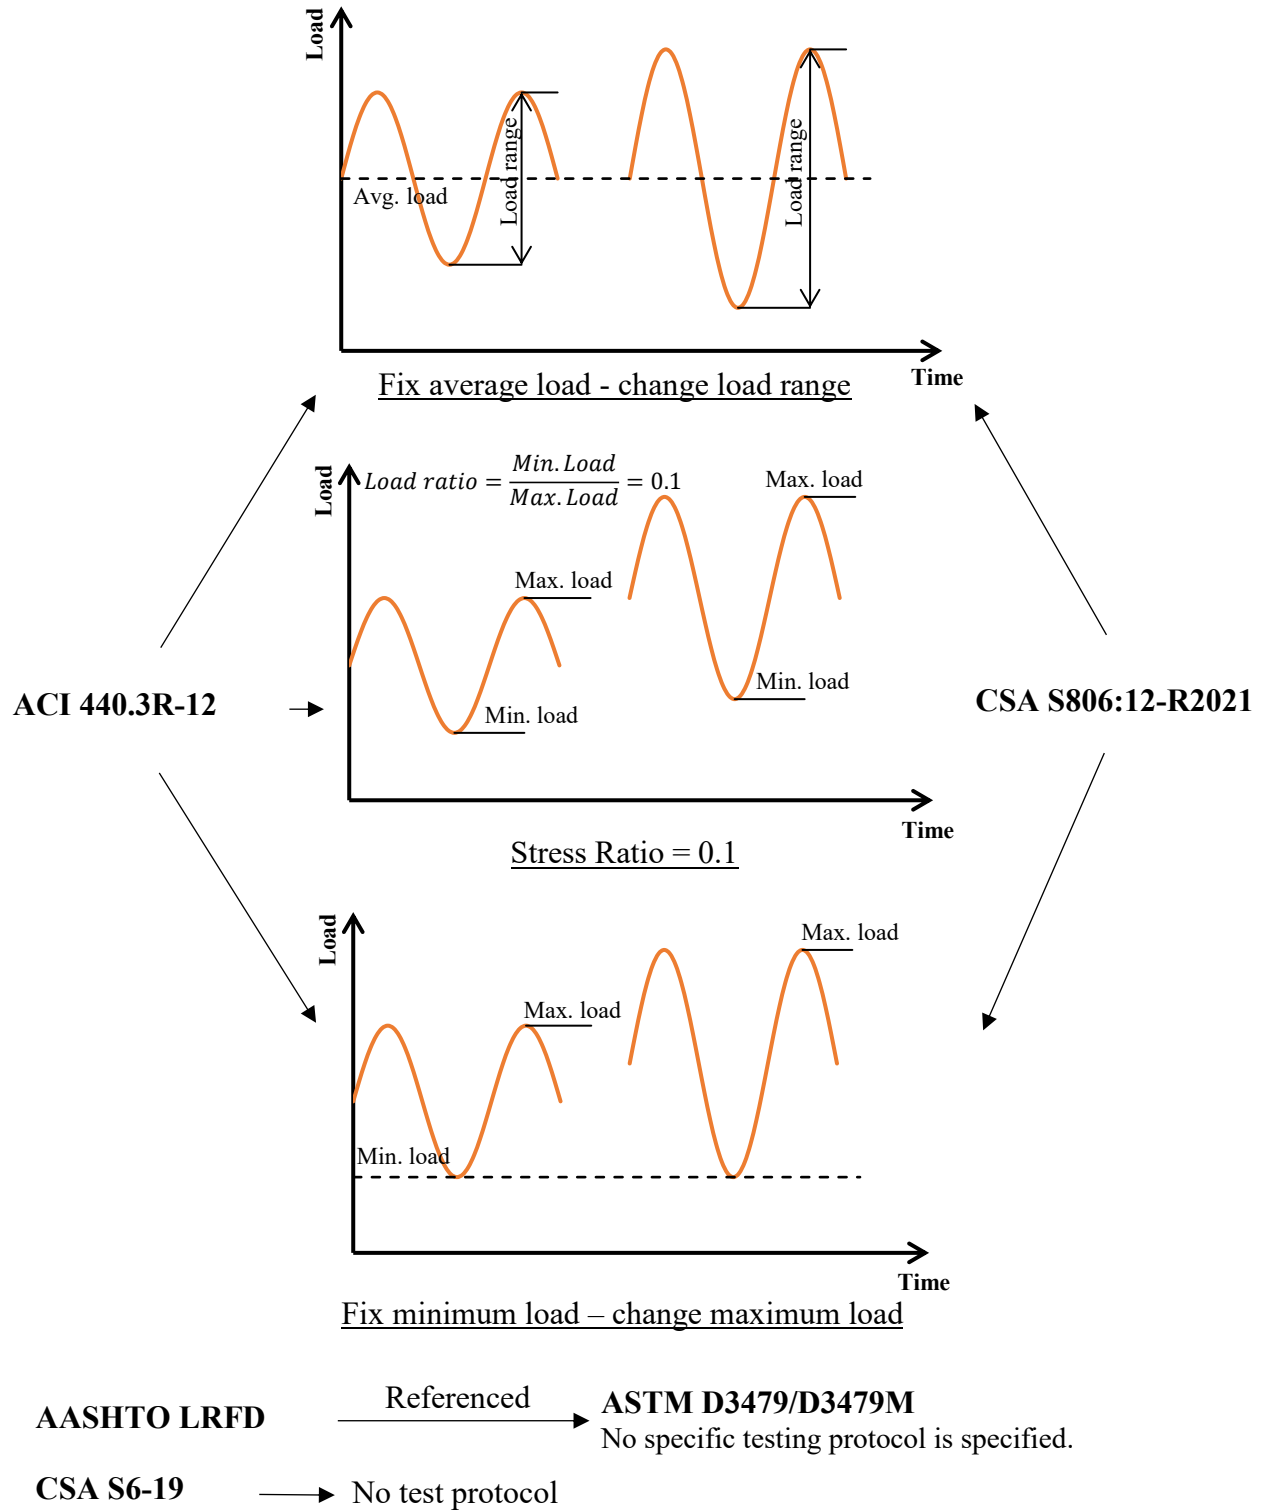 Load
Load range
Load range
Avg. load
Time
Fix average load - change load range
Load
Load ratio = Min. Load / Max. Load = 0.1
Max. load
Max. load
Min. load
Min. load
ACI 440.3R-12
CSA S806:12-R2021
Time
Stress Ratio = 0.1
Load
Max. load
Max. load
Min. load
Time
Fix minimum load – change maximum load
AASHTO LRFD
Referenced
ASTM D3479/D3479M
No specific testing protocol is specified.
CSA S6-19
No test protocol